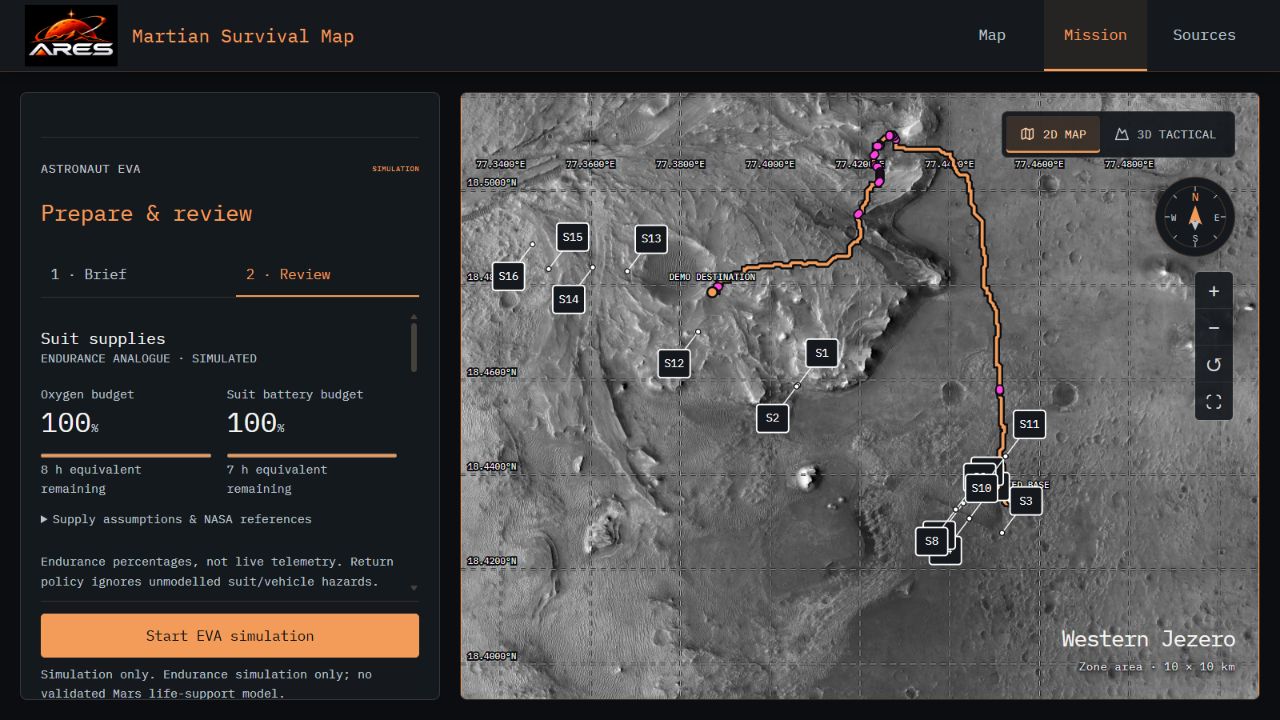 ARES
Martian Survival Map
Map
Mission
Sources
ASTRONAUT EVA
SIMULATION
Prepare & review
1 · Brief
2 · Review
Suit supplies
ENDURANCE ANALOGUE · SIMULATED
Oxygen budget
100%
8 h equivalent
remaining
Suit battery budget
100%
7 h equivalent
remaining
Supply assumptions & NASA references
Endurance percentages, not live telemetry. Return
policy ignores unmodelled suit/vehicle hazards.
Start EVA simulation
Simulation only. Endurance simulation only; no
validated Mars life-support model.
2D MAP
3D TACTICAL
77.3400°E
77.3600°E
77.3800°E
77.4000°E
77.4200°E
77.4400°E
77.4600°E
77.4800°E
18.5000°N
18.4600°N
18.4400°N
18.4200°N
18.4000°N
N
W
E
S
+
−
S15
S13
S16
S14
DEMO DESTINATION
S12
S1
S2
S11
S10
S3
S8
Western Jezero
Zone area · 10 × 10 km